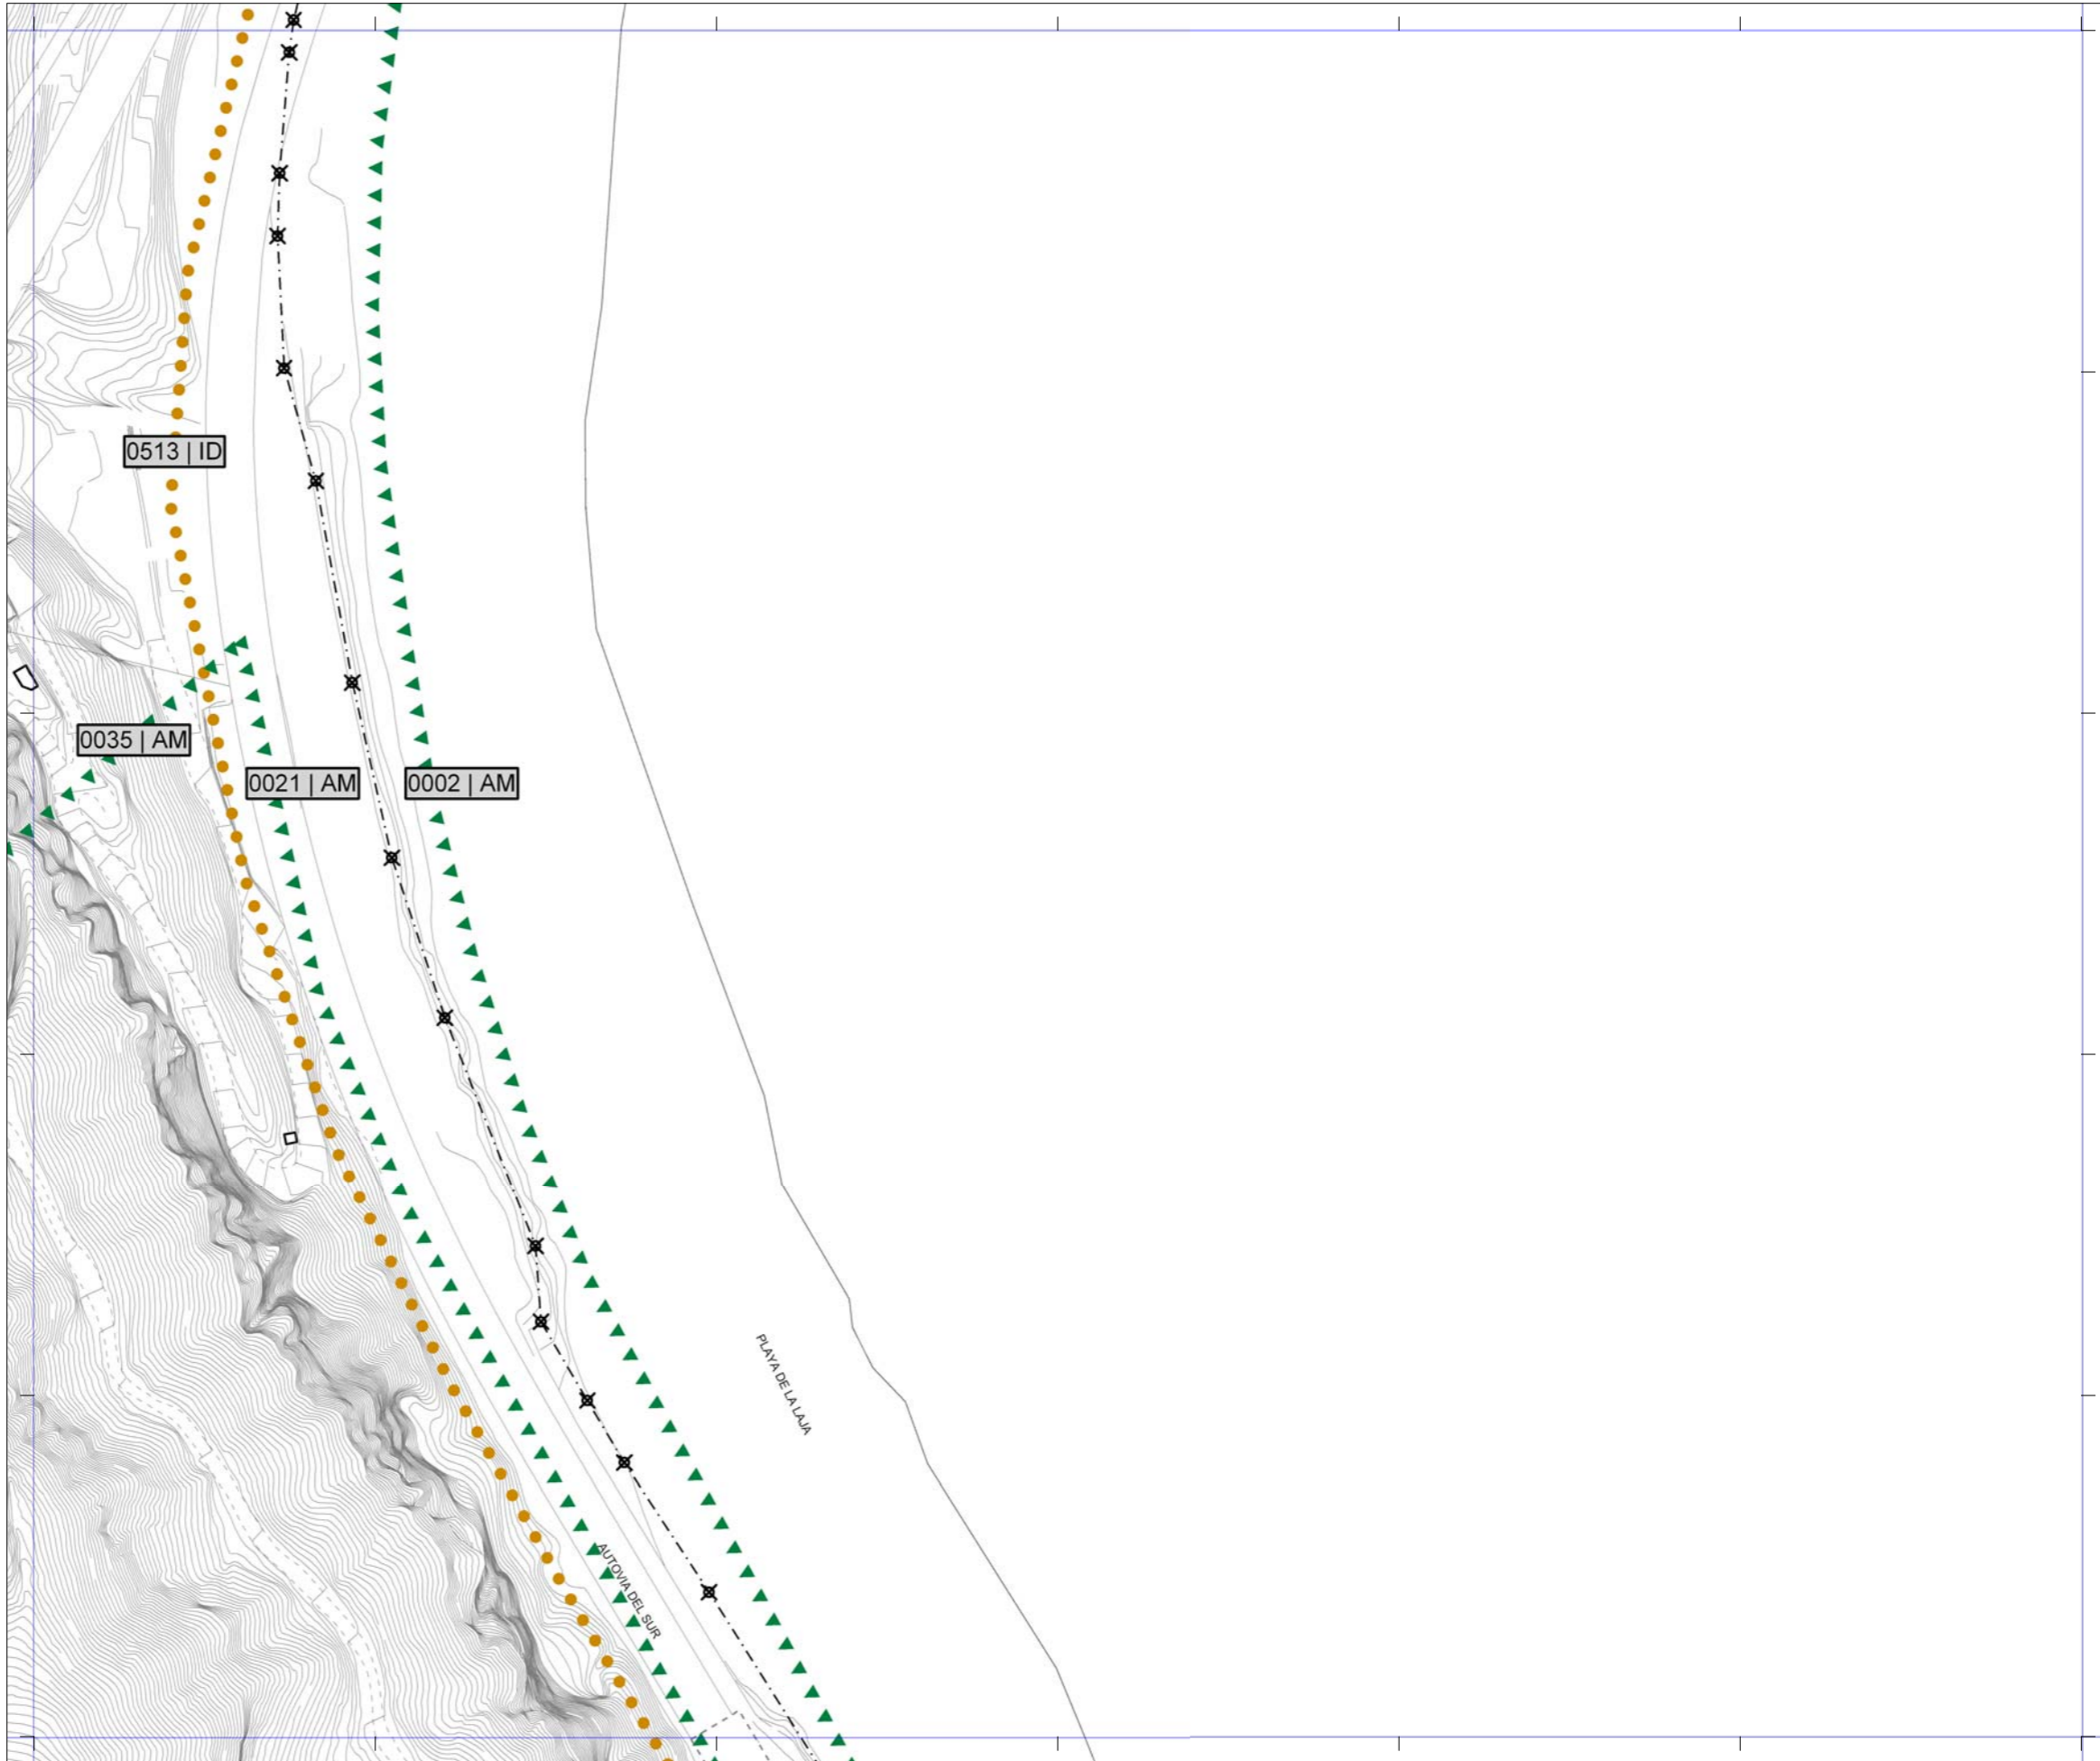 0513 | ID
0035 | AM
0021 | AM
0002 | AM
PLAYA DE LA LAJA
AUTOVIA DEL SUR